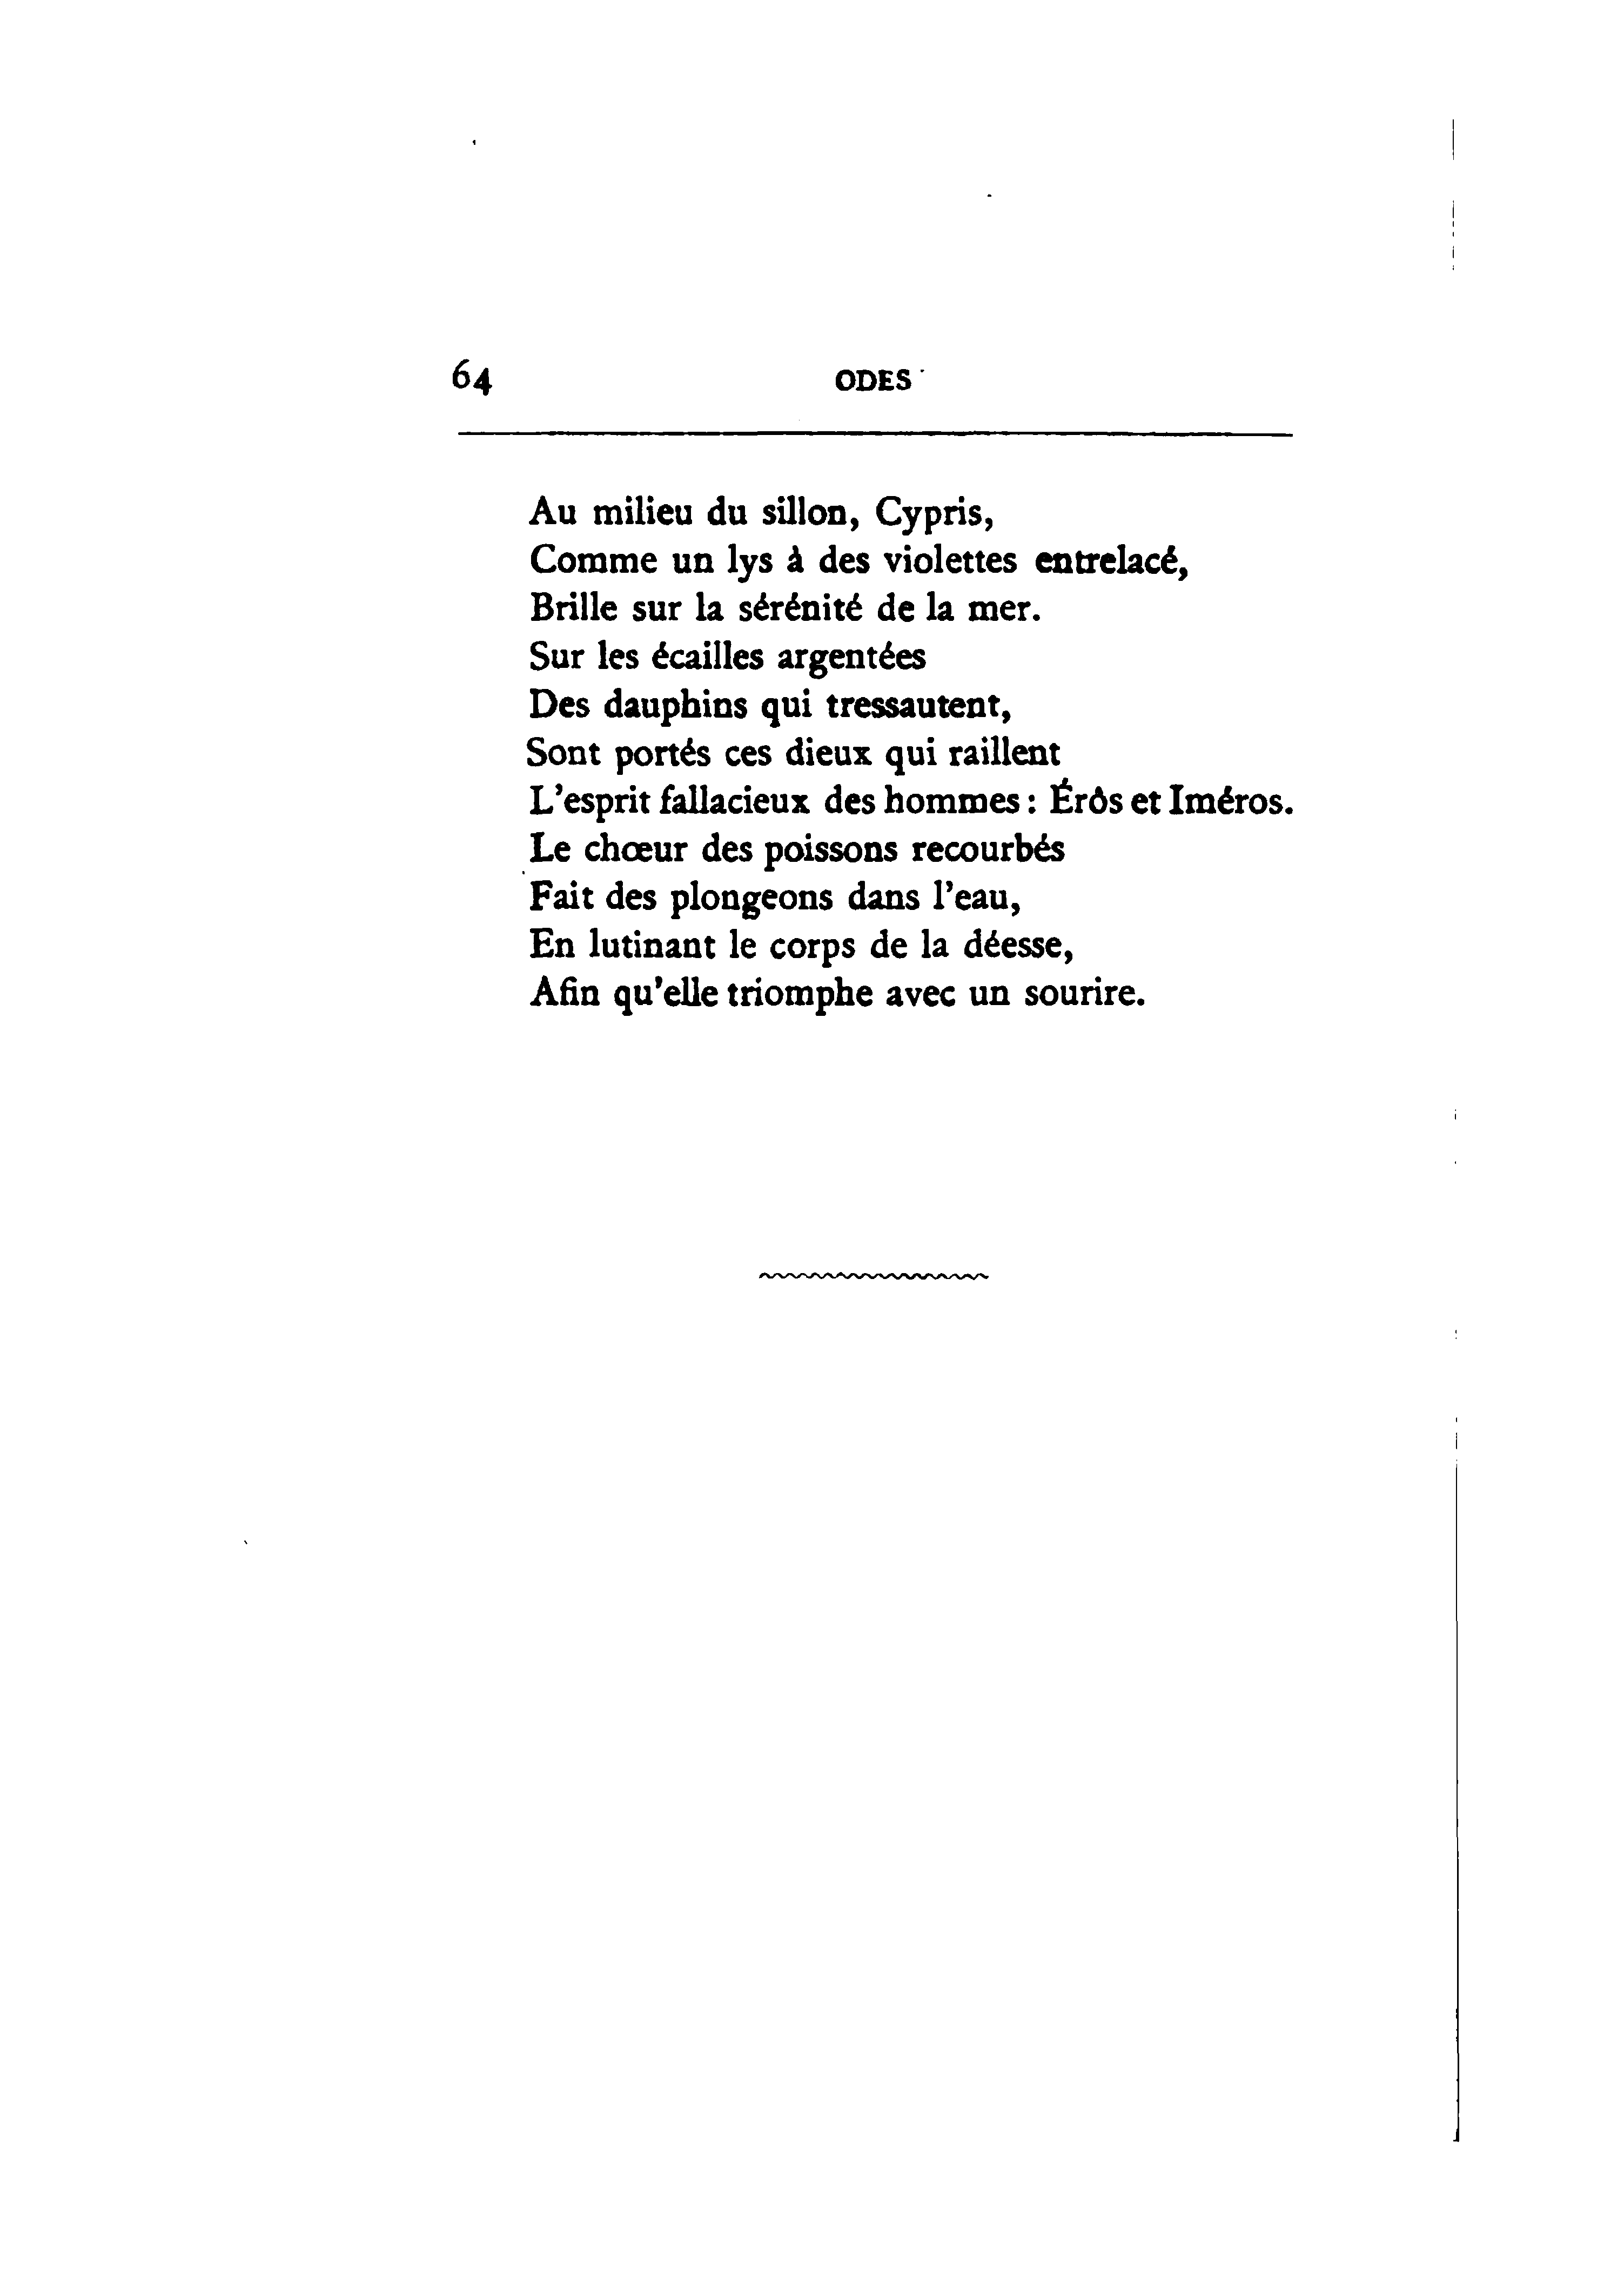 64 ODES
Au milieu du sillon, Cypris,
Comme un lys à des violettes entrelacé,
Brille sur la sérénité de la mer.
Sur les écailles argentées
Des dauphins qui tressautent,
Sont portés ces dieux qui raillent
L'esprit fallacieux des hommes : Érôs et Iméros.
Le chœur des poissons recourbés
Fait des plongeons dans l'eau,
En lutinant le corps de la déesse,
Afin qu'elle triomphe avec un sourire.